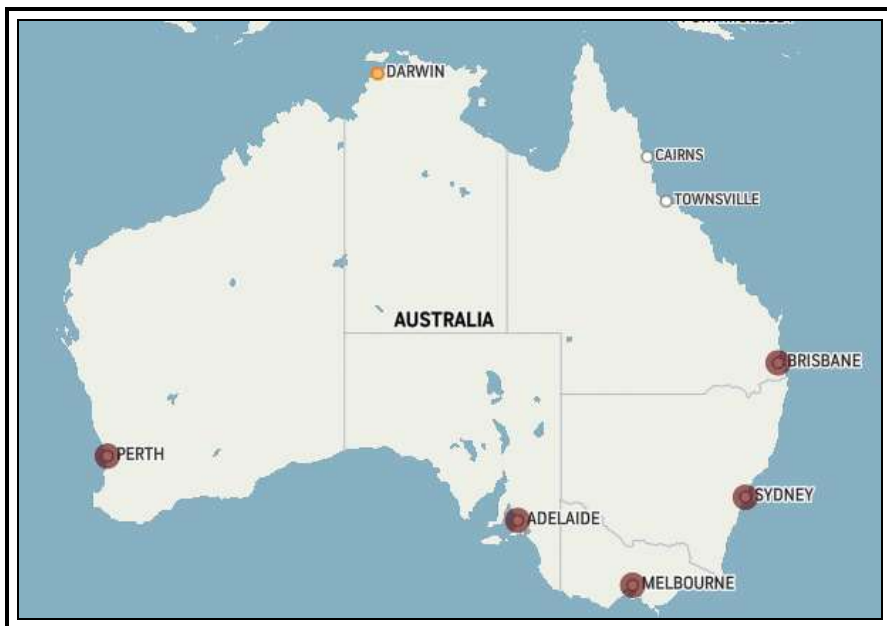 DARWIN
CAIRNS
TOWNSVILLE
AUSTRALIA
BRISBANE
PERTH
SYDNEY
ADELAIDE
MELBOURNE